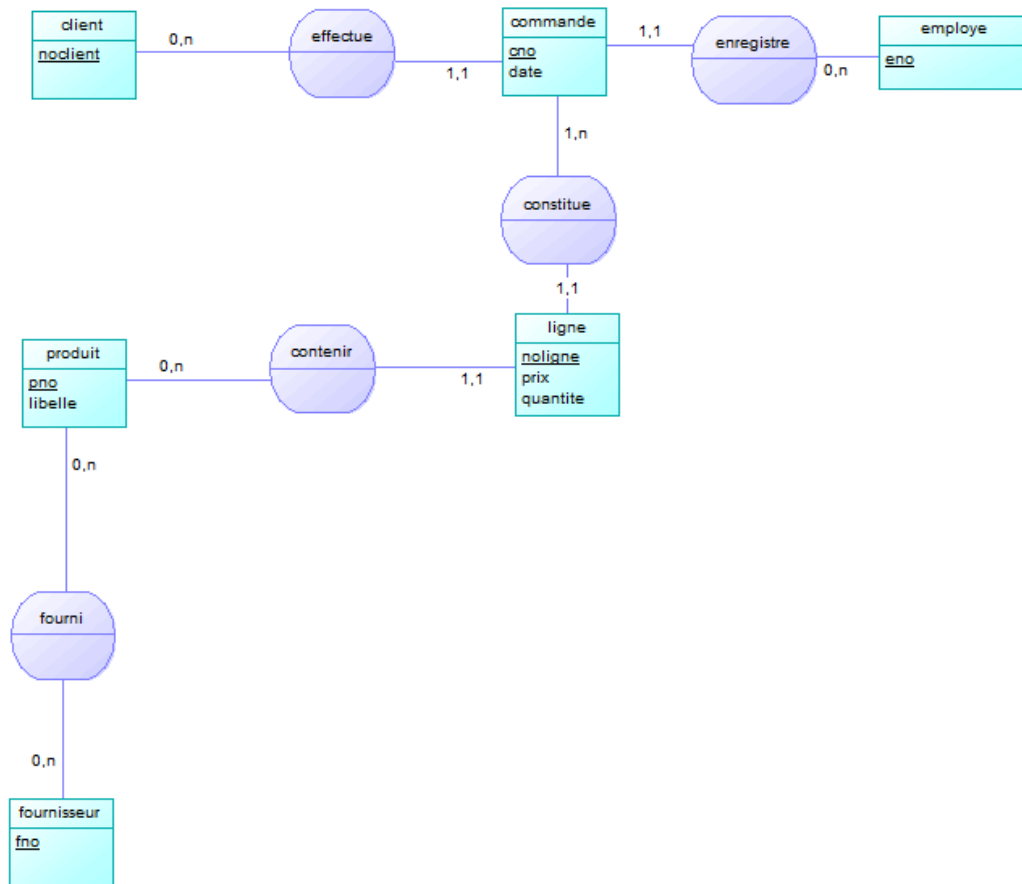 client
noclient
0,n
effectue
1,1
commande
cno
date
1,1
enregistre
0,n
employe
eno
1,n
constitue
1,1
ligne
noligne
prix
quantite
produit
pno
libelle
0,n
contenir
1,1
0,n
fourni
0,n
fournisseur
fno